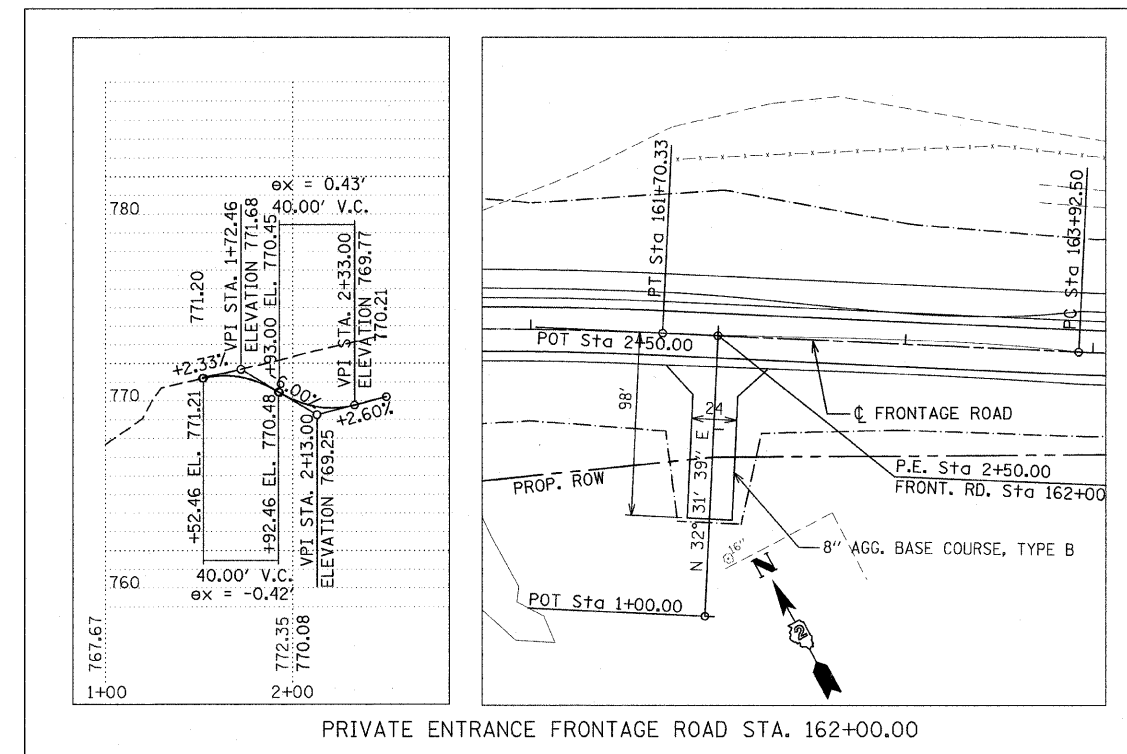 ex = 0.43'
40.00' V.C.
780
771.20
VPI STA. 1+72.46
ELEVATION 771.68
+93.00 EL. 770.45
VPI STA. 2+33.00
ELEVATION 769.77
770.21
+2.33%
770
-6.00%
+2.60%
+52.46 EL. 771.21
+92.46 EL. 770.48
VPI STA. 2+13.00
ELEVATION 769.25
760
40.00' V.C.
ex = -0.42'
767.67
772.35
770.08
1+00
2+00
PT Sta 161+70.33
PC Sta 163+92.50
POT Sta 2+50.00
98'
24
℄ FRONTAGE ROAD
N 32° 31' 39" E
P.E. Sta 2+50.00
FRONT. RD. Sta 162+00
PROP. ROW
8" AGG. BASE COURSE, TYPE B
16"
N
2
POT Sta 1+00.00
PRIVATE ENTRANCE FRONTAGE ROAD STA. 162+00.00